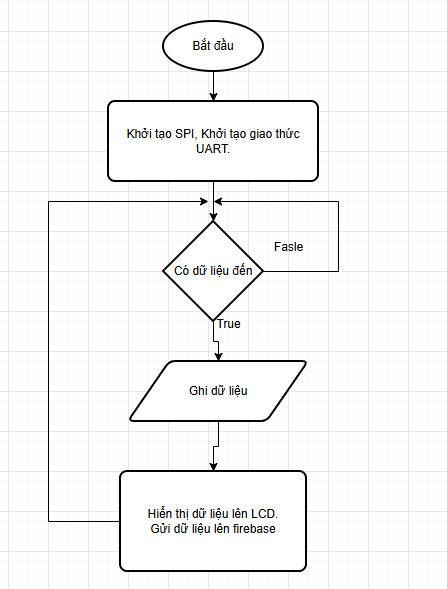 Bắt đầu
Khởi tạo SPI, Khởi tạo giao thức
UART.
Có dữ liệu đến
Fasle
True
Ghi dữ liệu
Hiển thị dữ liệu lên LCD.
Gửi dữ liệu lên firebase